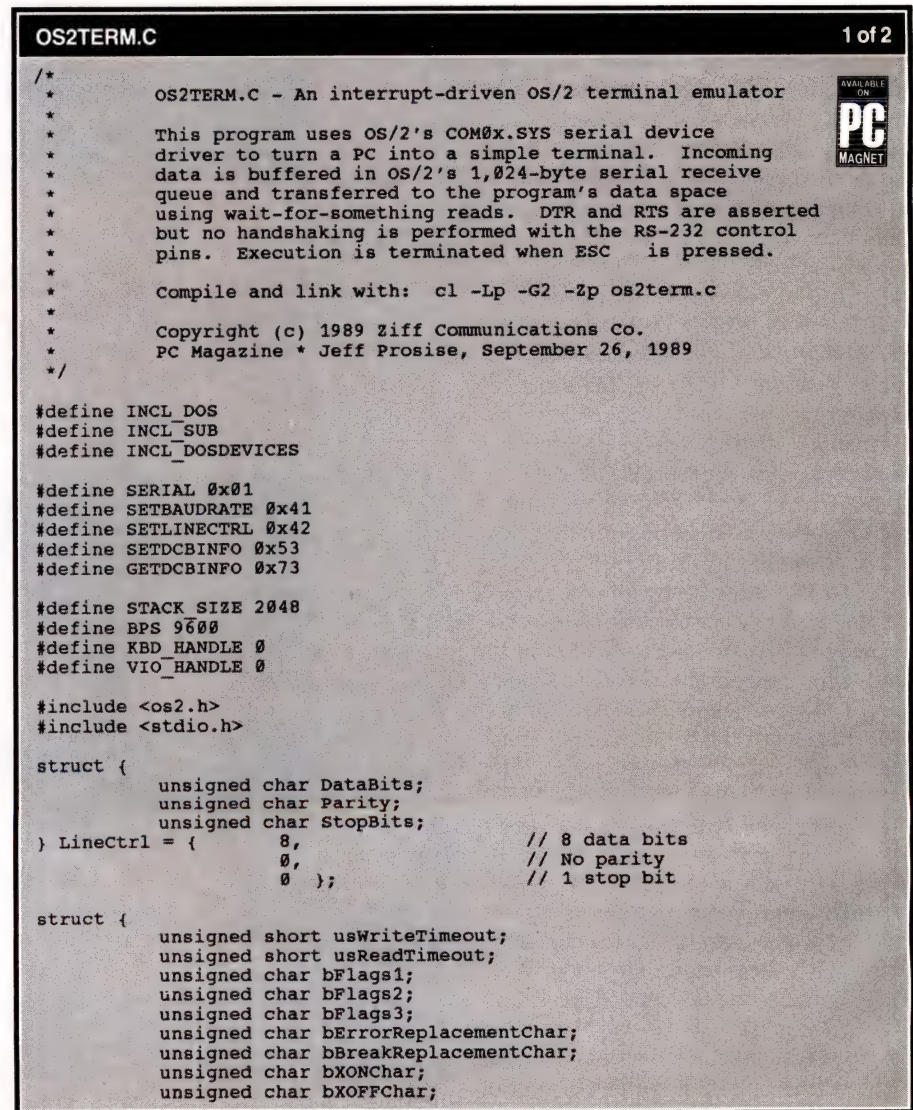 OS2TERM.C 1 of 2
/*
 * OS2TERM.C - An interrupt-driven OS/2 terminal emulator
 *
 * This program uses OS/2's COM0x.SYS serial device
 * driver to turn a PC into a simple terminal. Incoming
 * data is buffered in OS/2's 1,024-byte serial receive
 * queue and transferred to the program's data space
 * using wait-for-something reads. DTR and RTS are asserted
 * but no handshaking is performed with the RS-232 control
 * pins. Execution is terminated when ESC is pressed.
 *
 * Compile and link with: cl -Lp -G2 -Zp os2term.c
 *
 * Copyright (c) 1989 Ziff Communications Co.
 * PC Magazine * Jeff Prosise, September 26, 1989
 */
AVAILABLE
ON
PC
MAGNET
#define INCL_DOS
#define INCL_SUB
#define INCL_DOSDEVICES
#define SERIAL 0x01
#define SETBAUDRATE 0x41
#define SETLINECTRL 0x42
#define SETDCBINFO 0x53
#define GETDCBINFO 0x73
#define STACK_SIZE 2048
#define BPS 9600
#define KBD_HANDLE 0
#define VIO_HANDLE 0
#include <os2.h>
#include <stdio.h>
struct {
unsigned char DataBits;
unsigned char Parity;
unsigned char StopBits;
} LineCtrl = { 8, // 8 data bits
0, // No parity
0 }; // 1 stop bit
struct {
unsigned short usWriteTimeout;
unsigned short usReadTimeout;
unsigned char bFlags1;
unsigned char bFlags2;
unsigned char bFlags3;
unsigned char bErrorReplacementChar;
unsigned char bBreakReplacementChar;
unsigned char bXONChar;
unsigned char bXOFFChar;